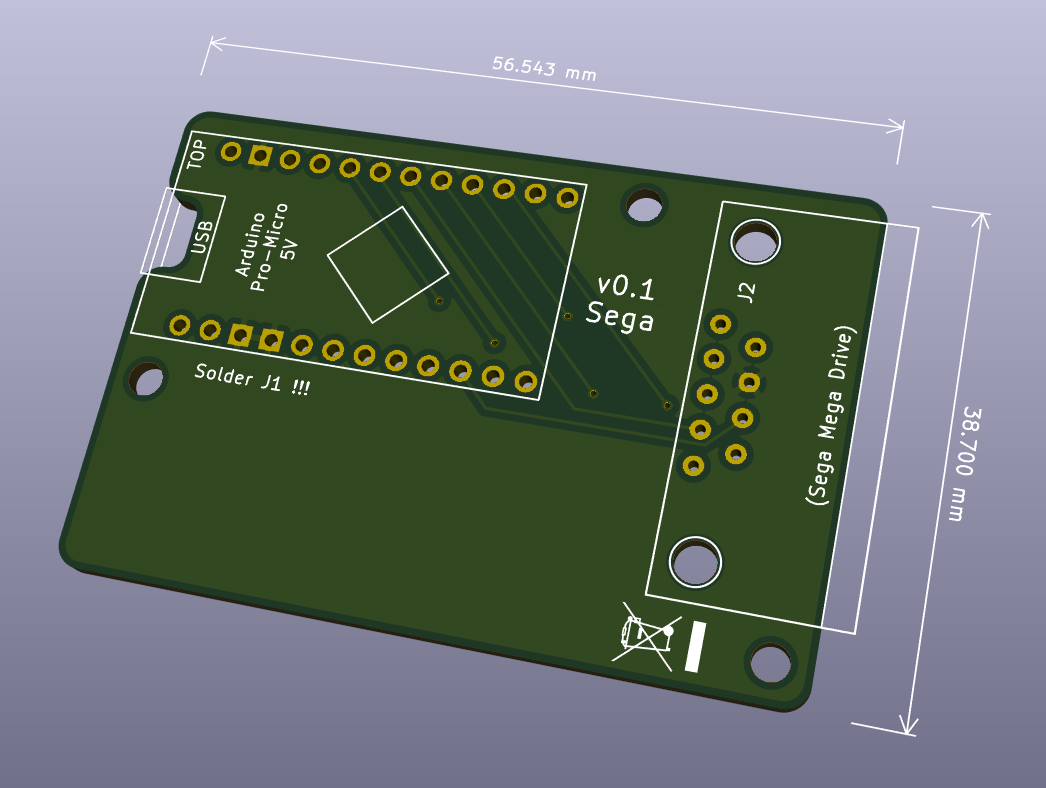 56.543 mm
TOP
USB
Arduino
Pro-Micro
5V
v0.1
Sega
J2
(Sega Mega Drive)
Solder J1 !!!
38.700 mm